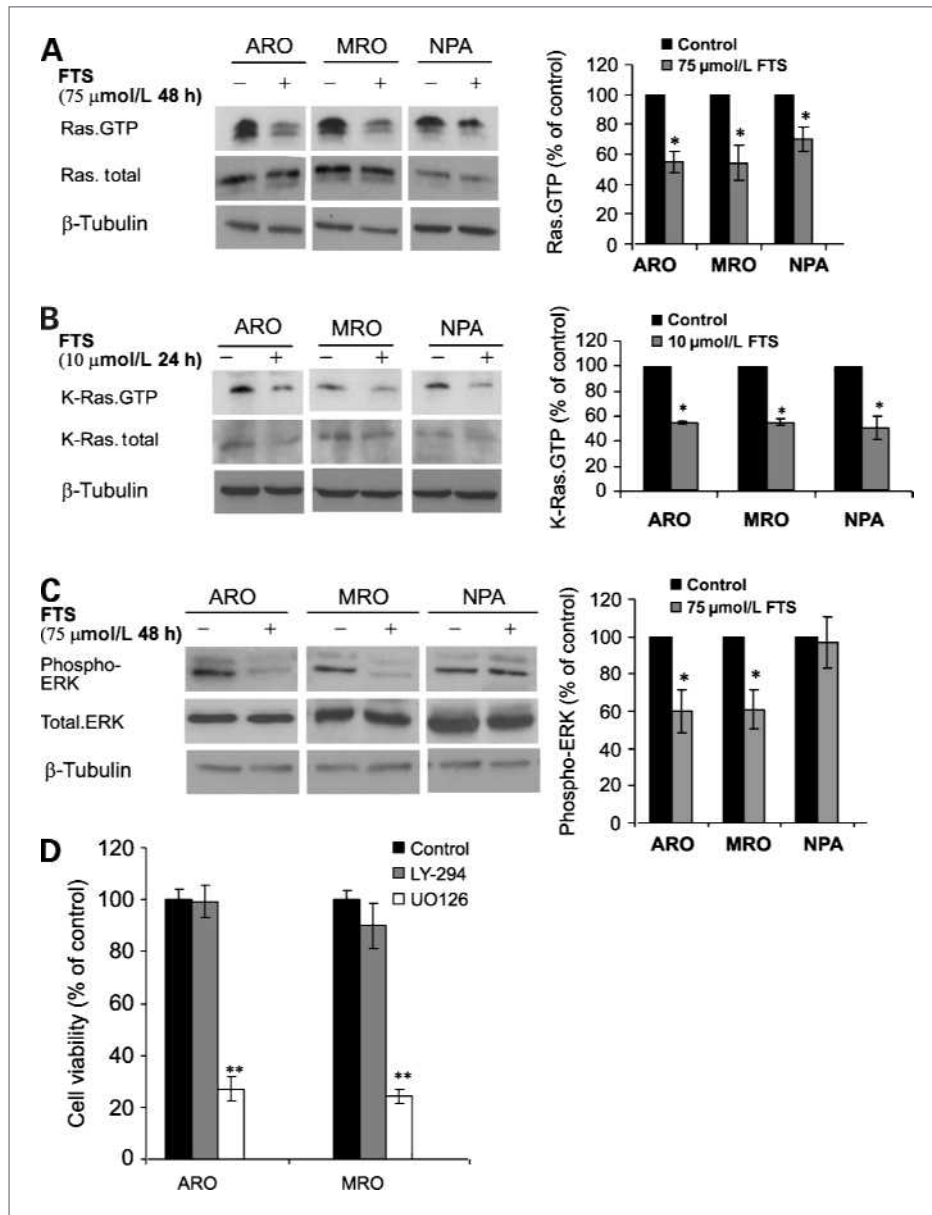 A
ARO MRO NPA
FTS
(75 μmol/L 48 h)
– + – + – +
Ras.GTP
Ras. total
β-Tubulin
Control
75 μmol/L FTS
Ras.GTP (% of control)
120
100
80
60
40
20
0
* * *
ARO MRO NPA
B
ARO MRO NPA
FTS
(10 μmol/L 24 h)
– + – + – +
K-Ras.GTP
K-Ras. total
β-Tubulin
Control
10 μmol/L FTS
K-Ras.GTP (% of control)
120
100
80
60
40
20
0
* * *
ARO MRO NPA
C
ARO MRO NPA
FTS
(75 μmol/L 48 h)
– + – + – +
Phospho-
ERK
Total.ERK
β-Tubulin
Control
75 μmol/L FTS
Phospho-ERK (% of control)
120
100
80
60
40
20
0
* *
ARO MRO NPA
D
Control
LY-294
UO126
Cell viability (% of control)
120
100
80
60
40
20
0
** **
ARO MRO